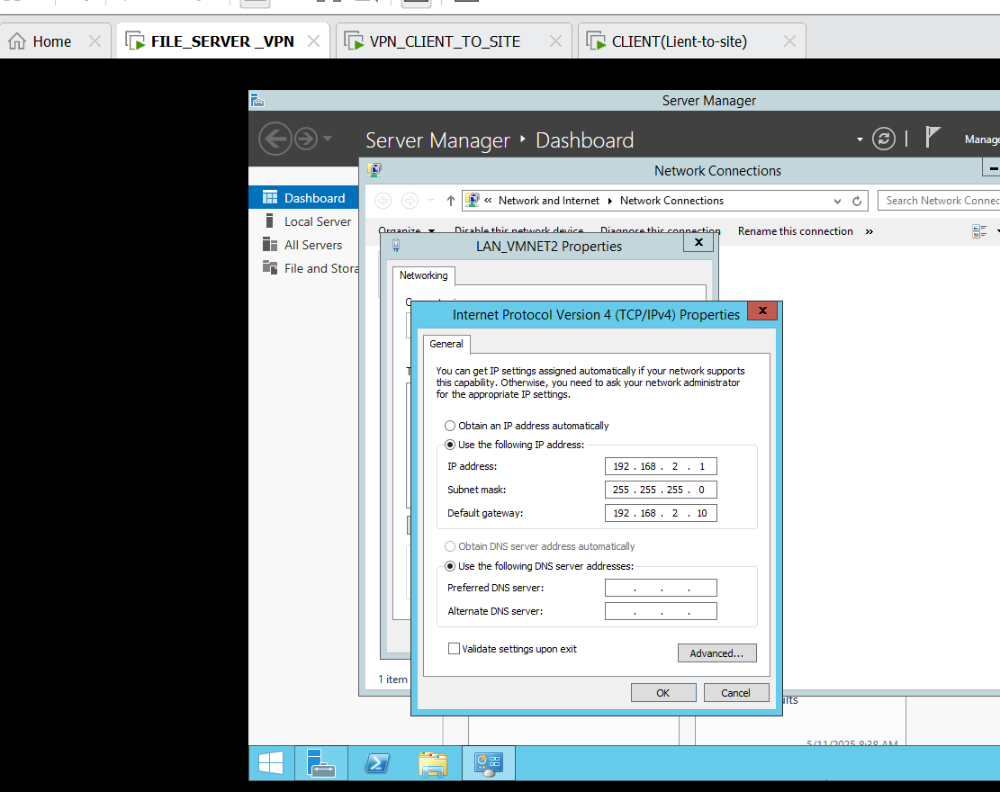 Home
FILE_SERVER _VPN
VPN_CLIENT_TO_SITE
CLIENT(Lient-to-site)
Server Manager
Server Manager ‣ Dashboard
Manage
Network Connections
Dashboard
Local Server
All Servers
File and Stora
« Network and Internet ▸ Network Connections
Search Network Connec
Organize
Disable this network device
Diagnose this connection
Rename this connection »
LAN_VMNET2 Properties
Networking
Internet Protocol Version 4 (TCP/IPv4) Properties
General
You can get IP settings assigned automatically if your network supports
this capability. Otherwise, you need to ask your network administrator
for the appropriate IP settings.
Obtain an IP address automatically
Use the following IP address:
IP address: 192 . 168 . 2 . 1
Subnet mask: 255 . 255 . 255 . 0
Default gateway: 192 . 168 . 2 . 10
Obtain DNS server address automatically
Use the following DNS server addresses:
Preferred DNS server: . . .
Alternate DNS server: . . .
Validate settings upon exit
Advanced...
OK
Cancel
1 item
ults
5/11/2025 8:38 AM